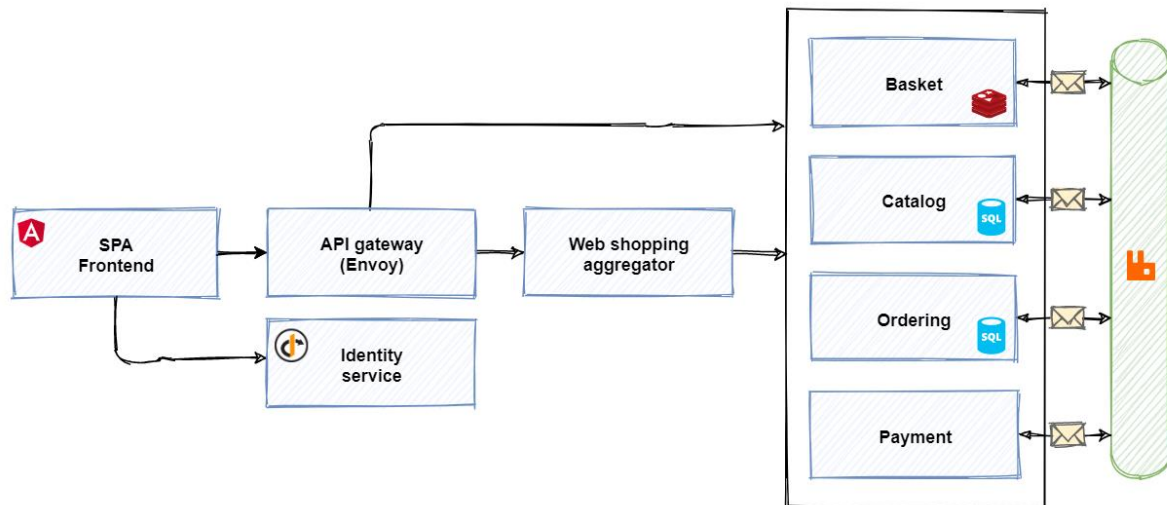 Basket
Catalog
SQL
SPA
Frontend
API gateway
(Envoy)
Web shopping
aggregator
Ordering
SQL
Identity
service
Payment